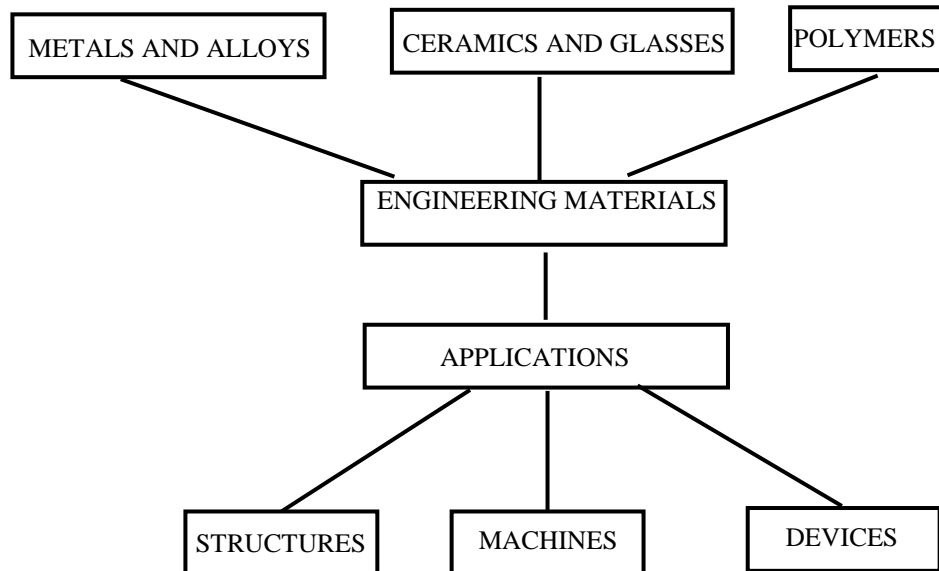 METALS AND ALLOYS
CERAMICS AND GLASSES
POLYMERS
ENGINEERING MATERIALS
APPLICATIONS
STRUCTURES
MACHINES
DEVICES